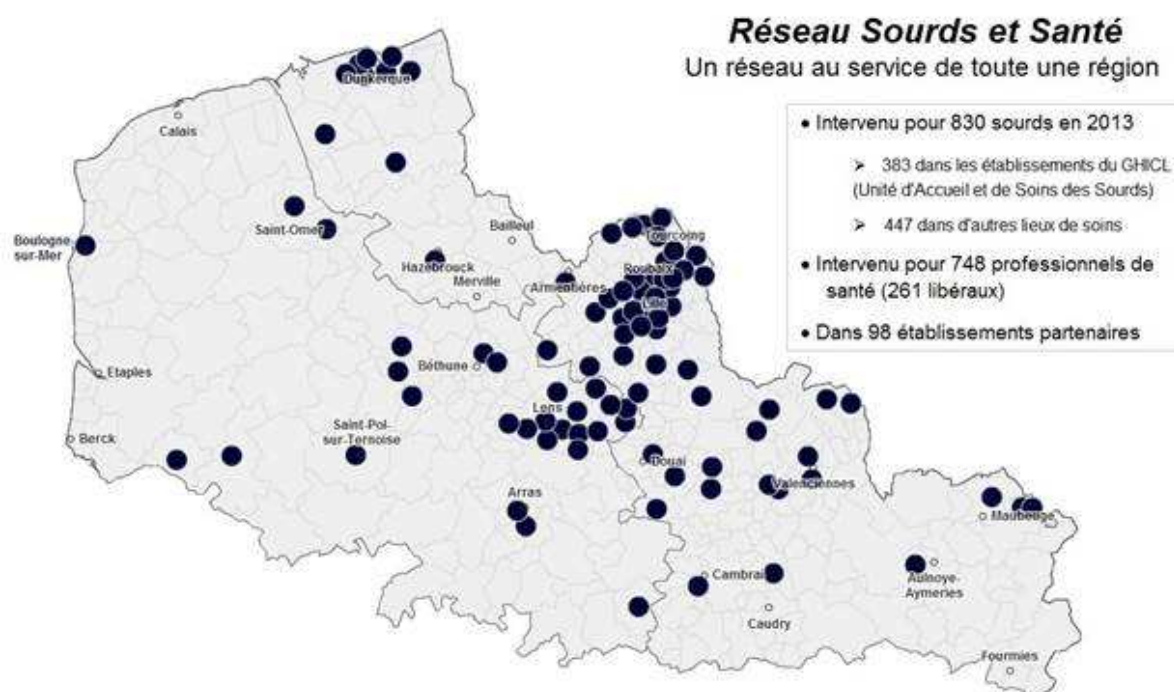 Réseau Sourds et Santé
Un réseau au service de toute une région
• Intervenu pour 830 sourds en 2013
➢ 383 dans les établissements du GHICL
(Unité d'Accueil et de Soins des Sourds)
➢ 447 dans d'autres lieux de soins
• Intervenu pour 748 professionnels de
santé (261 libéraux)
• Dans 98 établissements partenaires
Dunkerque
Calais
Saint-Omer
Bailleul
Tourcoing
Boulogne
sur-Mer
Hazebrouck
Roubaix
Merville
Armentières
Lille
Etaples
Béthune
Lens
Berck
Saint-Pol-
sur-Ternoise
Douai
Valenciennes
Arras
Maubeuge
Cambrai
Aulnoye-
Aymeries
Caudry
Fourmies